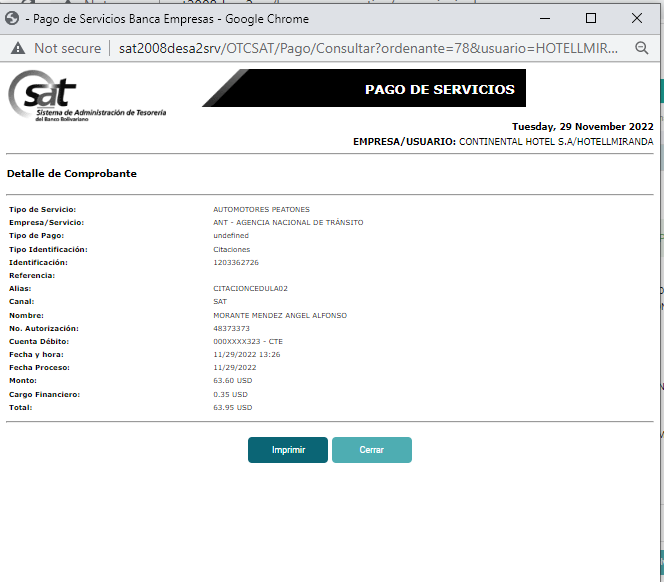 - Pago de Servicios Banca Empresas - Google Chrome
Not secure | sat2008desa2srv/OTCSAT/Pago/Consultar?ordenante=78&usuario=HOTELLMIR...
sat
Sistema de Administración de Tesorería
del Banco Bolivariano
PAGO DE SERVICIOS
Tuesday, 29 November 2022
EMPRESA/USUARIO: CONTINENTAL HOTEL S.A/HOTELLMIRANDA
Detalle de Comprobante
Tipo de Servicio: AUTOMOTORES PEATONES
Empresa/Servicio: ANT - AGENCIA NACIONAL DE TRÁNSITO
Tipo de Pago: undefined
Tipo Identificación: Citaciones
Identificación: 1203362726
Referencia:
Alias: CITACIONCEDULA02
Canal: SAT
Nombre: MORANTE MENDEZ ANGEL ALFONSO
No. Autorización: 48373373
Cuenta Débito: 000XXXX323 - CTE
Fecha y hora: 11/29/2022 13:26
Fecha Proceso: 11/29/2022
Monto: 63.60 USD
Cargo Financiero: 0.35 USD
Total: 63.95 USD
Imprimir Cerrar